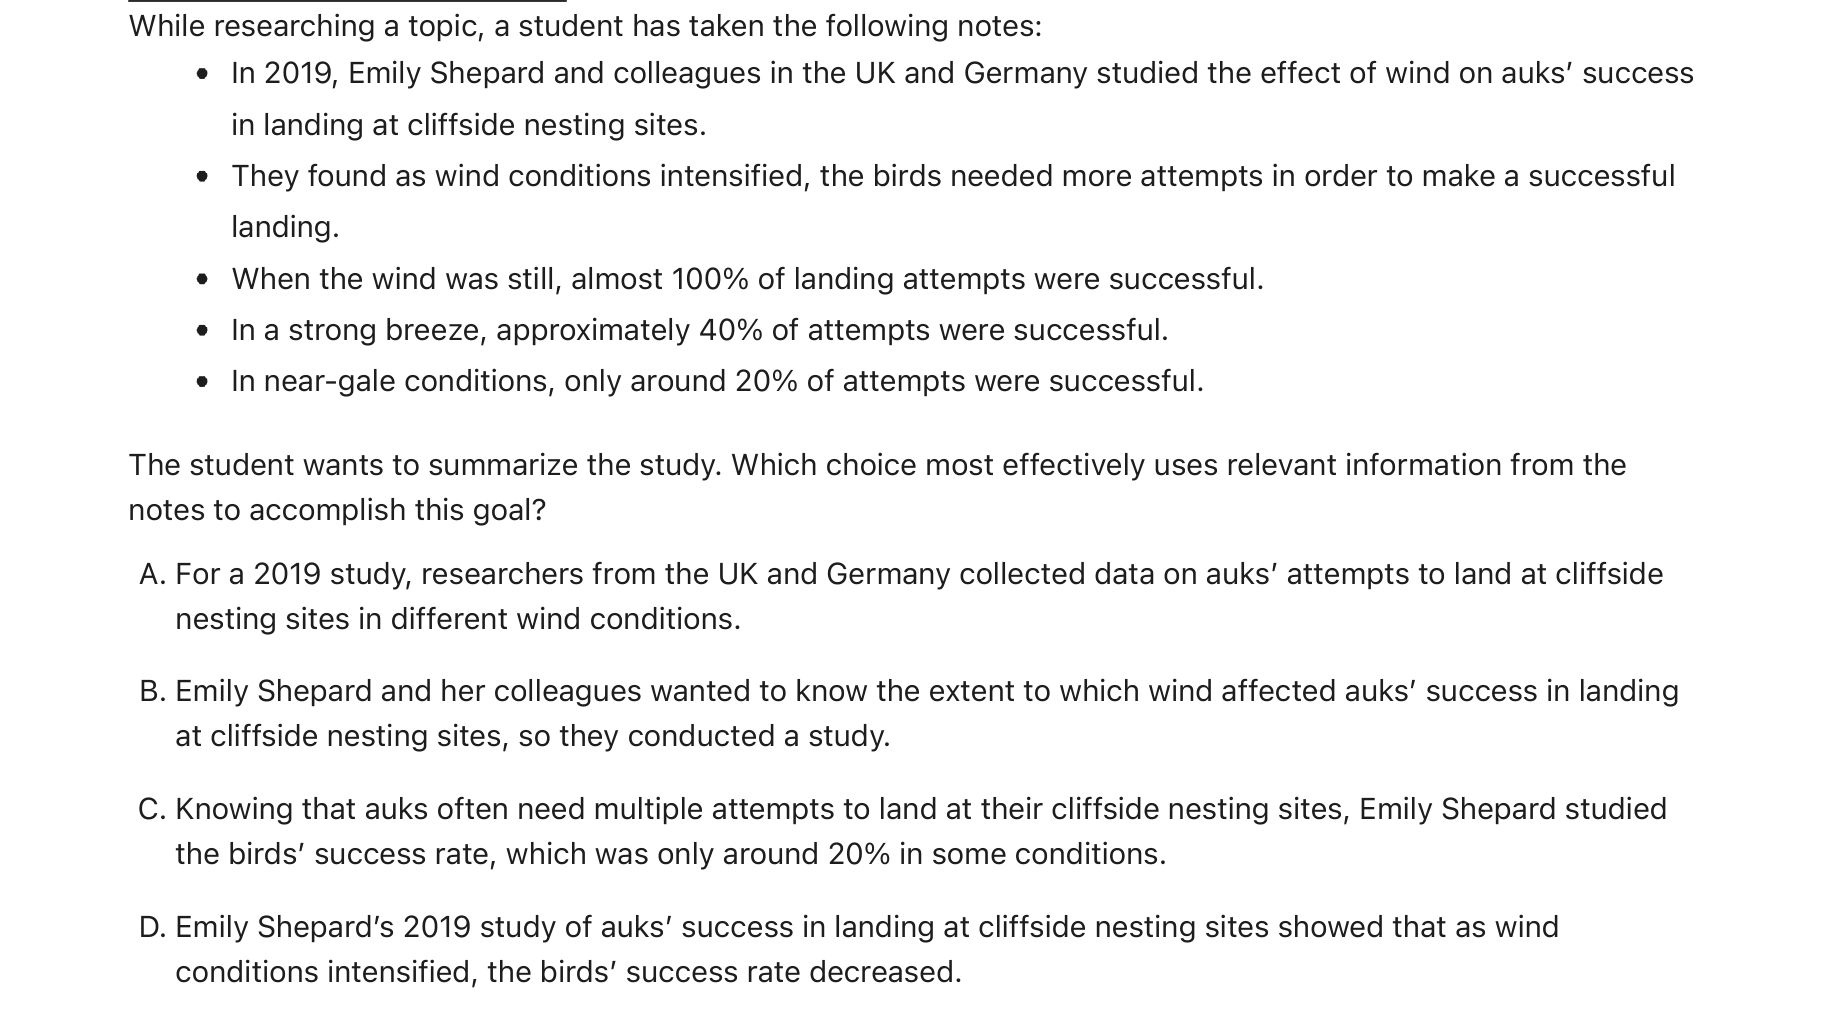 While researching a topic, a student has taken the following notes:
• In 2019, Emily Shepard and colleagues in the UK and Germany studied the effect of wind on auks’ success
in landing at cliffside nesting sites.
• They found as wind conditions intensified, the birds needed more attempts in order to make a successful
landing.
• When the wind was still, almost 100% of landing attempts were successful.
• In a strong breeze, approximately 40% of attempts were successful.
• In near-gale conditions, only around 20% of attempts were successful.
The student wants to summarize the study. Which choice most effectively uses relevant information from the
notes to accomplish this goal?
A. For a 2019 study, researchers from the UK and Germany collected data on auks’ attempts to land at cliffside
nesting sites in different wind conditions.
B. Emily Shepard and her colleagues wanted to know the extent to which wind affected auks’ success in landing
at cliffside nesting sites, so they conducted a study.
C. Knowing that auks often need multiple attempts to land at their cliffside nesting sites, Emily Shepard studied
the birds’ success rate, which was only around 20% in some conditions.
D. Emily Shepard’s 2019 study of auks’ success in landing at cliffside nesting sites showed that as wind
conditions intensified, the birds’ success rate decreased.